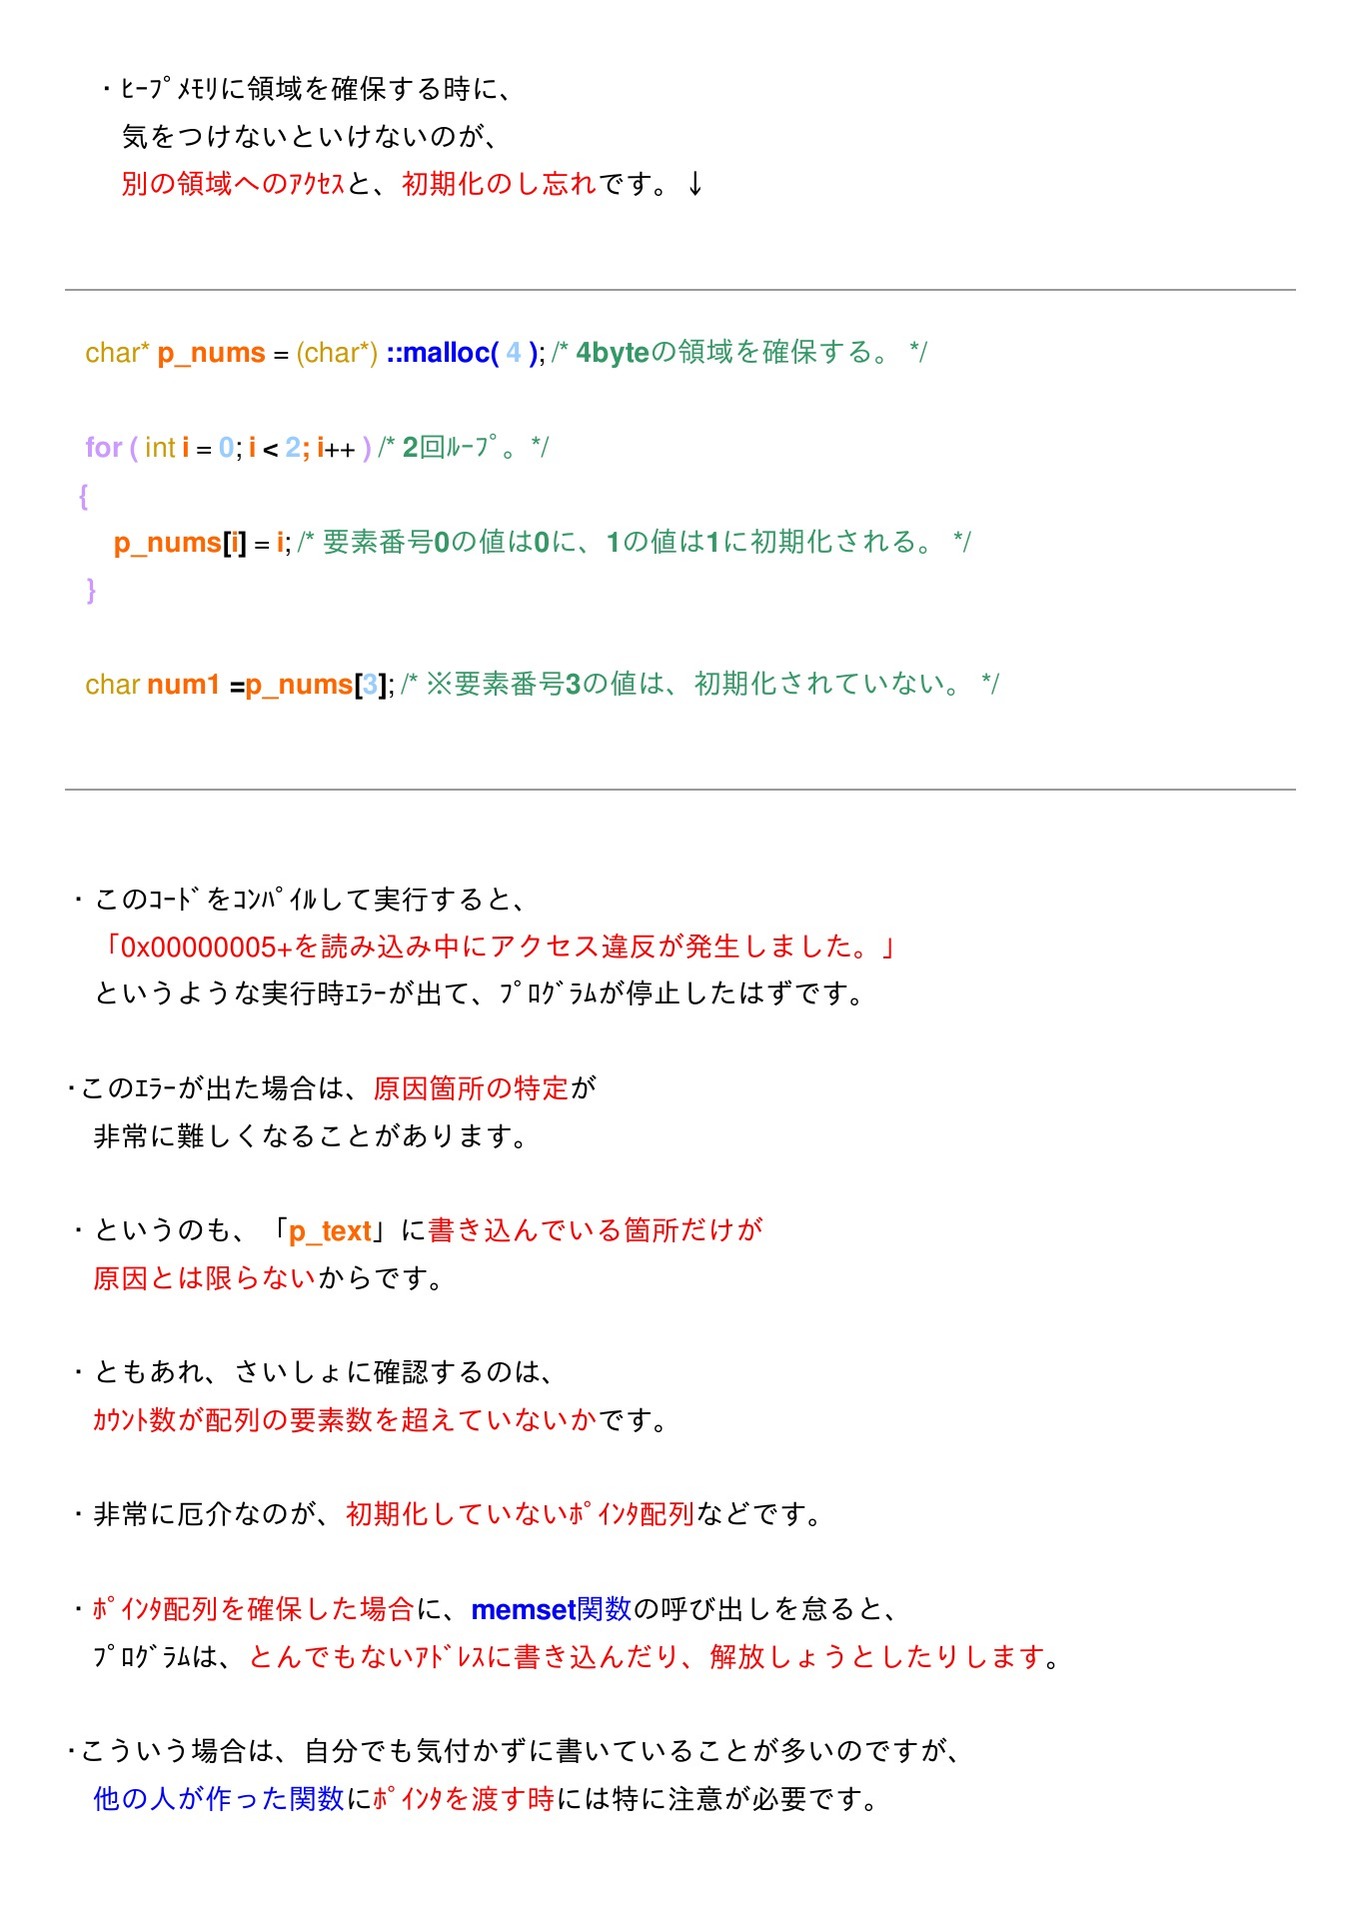 ・ﾋｰﾌﾟﾒﾓﾘに領域を確保する時に、
気をつけないといけないのが、
別の領域へのｱｸｾｽと、初期化のし忘れです。↓
char* p_nums = (char*) ::malloc( 4 ); /* 4byteの領域を確保する。 */
for ( int i = 0; i < 2; i++ ) /* 2回ﾙｰﾌﾟ。*/
{
p_nums[i] = i; /* 要素番号0の値は0に、1の値は1に初期化される。 */
}
char num1 =p_nums[3]; /* ※要素番号3の値は、初期化されていない。 */
・このｺｰﾄﾞをｺﾝﾊﾟｲﾙして実行すると、
「0x00000005+を読み込み中にアクセス違反が発生しました。」
というような実行時ｴﾗｰが出て、ﾌﾟﾛｸﾞﾗﾑが停止したはずです。
・このｴﾗｰが出た場合は、原因箇所の特定が
非常に難しくなることがあります。
・というのも、「p_text」に書き込んでいる箇所だけが
原因とは限らないからです。
・ともあれ、さいしょに確認するのは、
ｶｳﾝﾄ数が配列の要素数を超えていないかです。
・非常に厄介なのが、初期化していないﾎﾟｲﾝﾀ配列などです。
・ﾎﾟｲﾝﾀ配列を確保した場合に、memset関数の呼び出しを怠ると、
ﾌﾟﾛｸﾞﾗﾑは、とんでもないｱﾄﾞﾚｽに書き込んだり、解放しょうとしたりします。
・こういう場合は、自分でも気付かずに書いていることが多いのですが、
他の人が作った関数にﾎﾟｲﾝﾀを渡す時には特に注意が必要です。